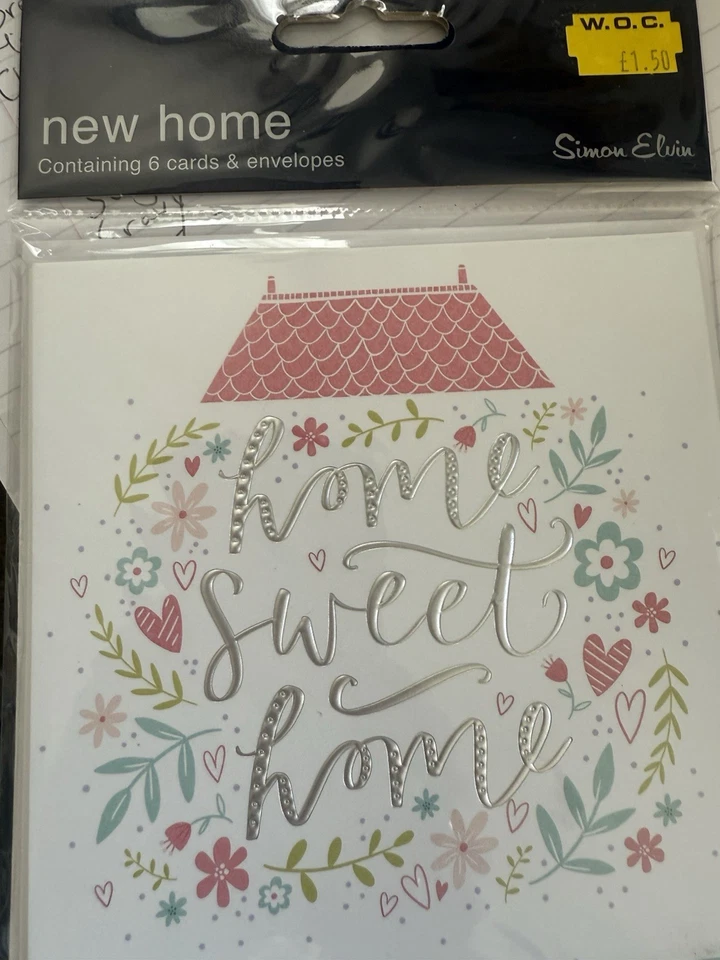 W.O.C.
£1.50
new home
Containing 6 cards & envelopes
Simon Elvin
home
sweet
home